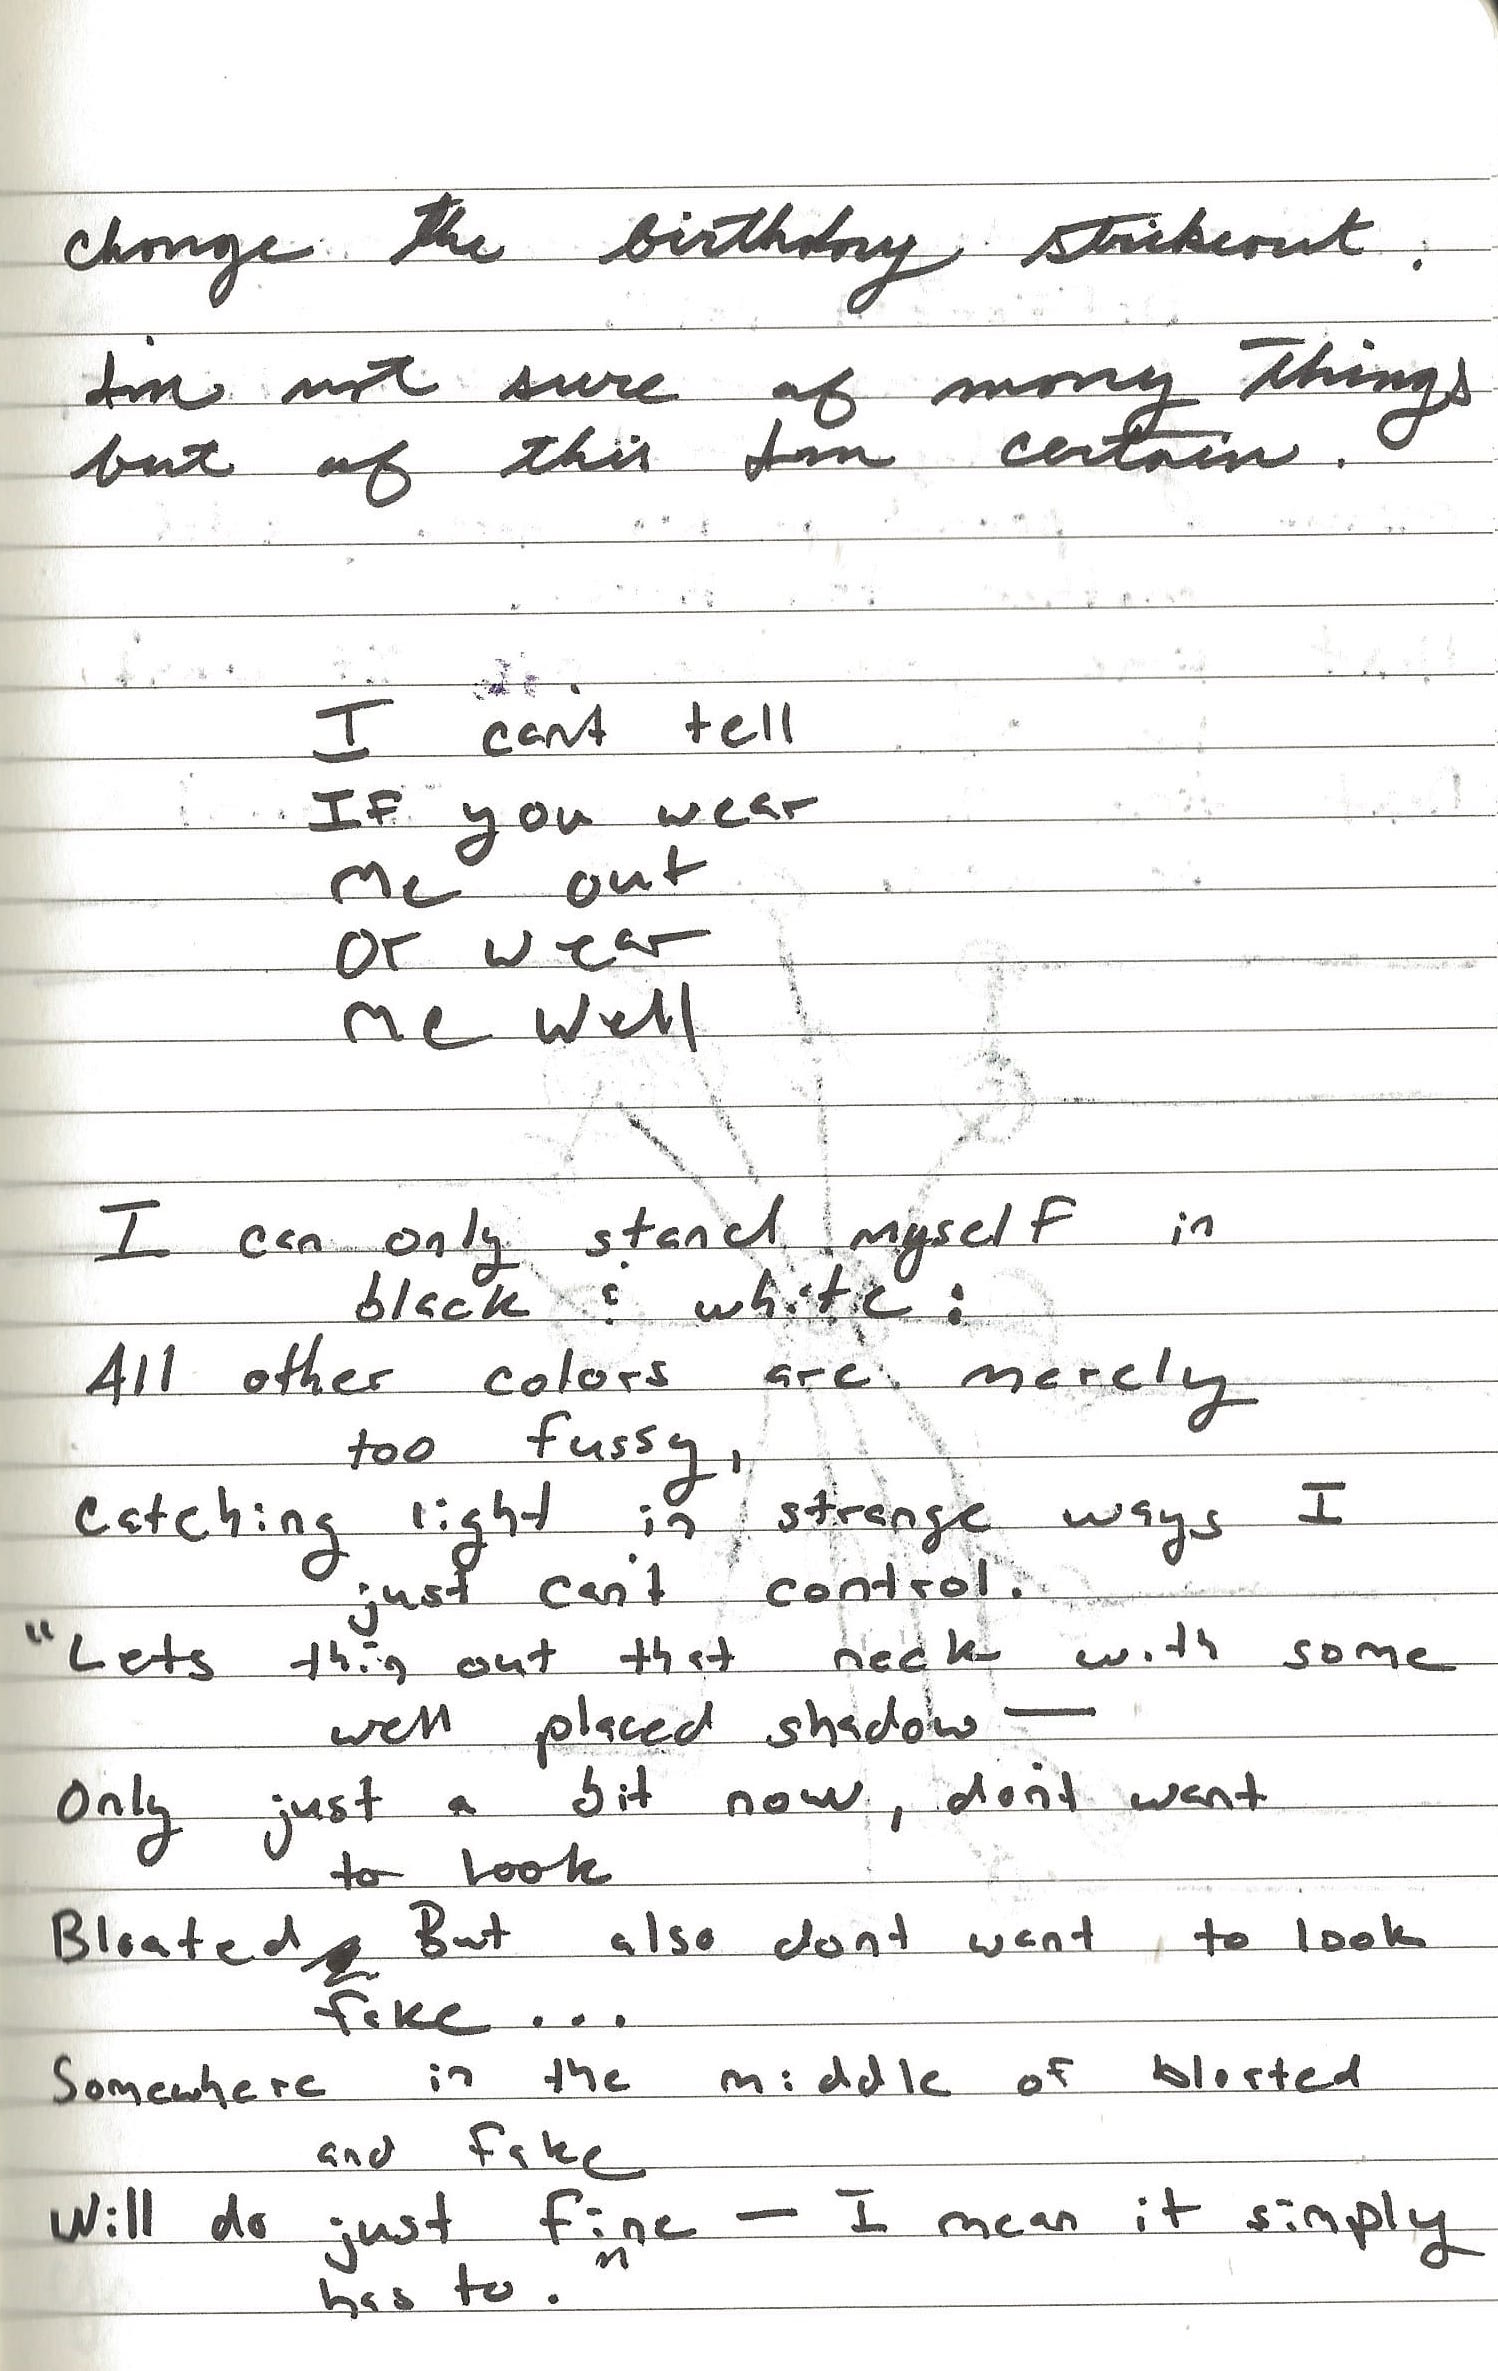 change the birthday strikeout.
I'm not sure of many things
but of this I'm certain.
I can't tell
If you wear
me out
Or wear
me well
I can only stand myself in
black & white:
All other colors are merely
too fussy,
Catching light in strange ways I
just can't control.
"Lets thin out that neck with some
well placed shadow —
Only just a bit now, don't want
to look
Bloated. But also dont want to look
fake...
Somewhere in the middle of bloated
and fake
Will do just fine — I mean it simply
has to."